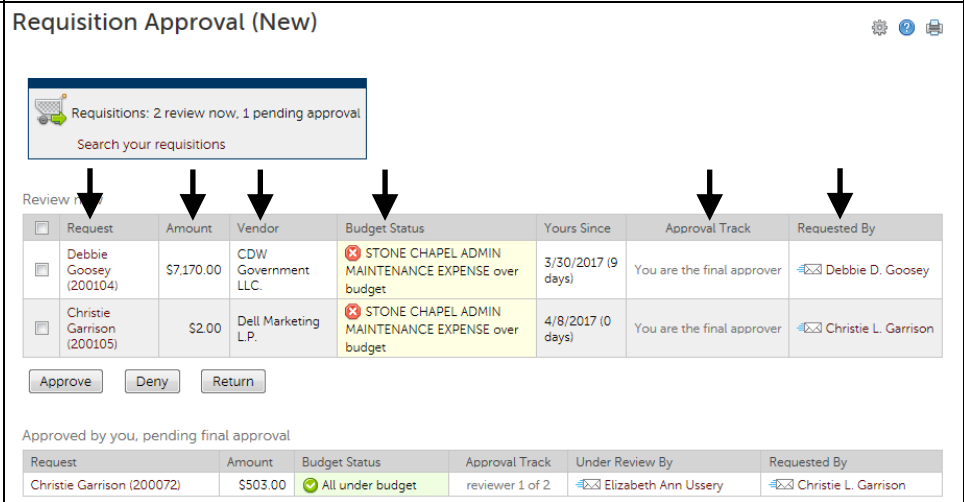 Requisition Approval (New)
Requisitions: 2 review now, 1 pending approval
Search your requisitions
Review now
Request Amount Vendor Budget Status Yours Since Approval Track Requested By
Debbie Goosey (200104) $7,170.00 CDW Government LLC. STONE CHAPEL ADMIN MAINTENANCE EXPENSE over budget 3/30/2017 (9 days) You are the final approver Debbie D. Goosey
Christie Garrison (200105) $2.00 Dell Marketing L.P. STONE CHAPEL ADMIN MAINTENANCE EXPENSE over budget 4/8/2017 (0 days) You are the final approver Christie L. Garrison
Approve Deny Return
Approved by you, pending final approval
Request Amount Budget Status Approval Track Under Review By Requested By
Christie Garrison (200072) $503.00 All under budget reviewer 1 of 2 Elizabeth Ann Ussery Christie L. Garrison